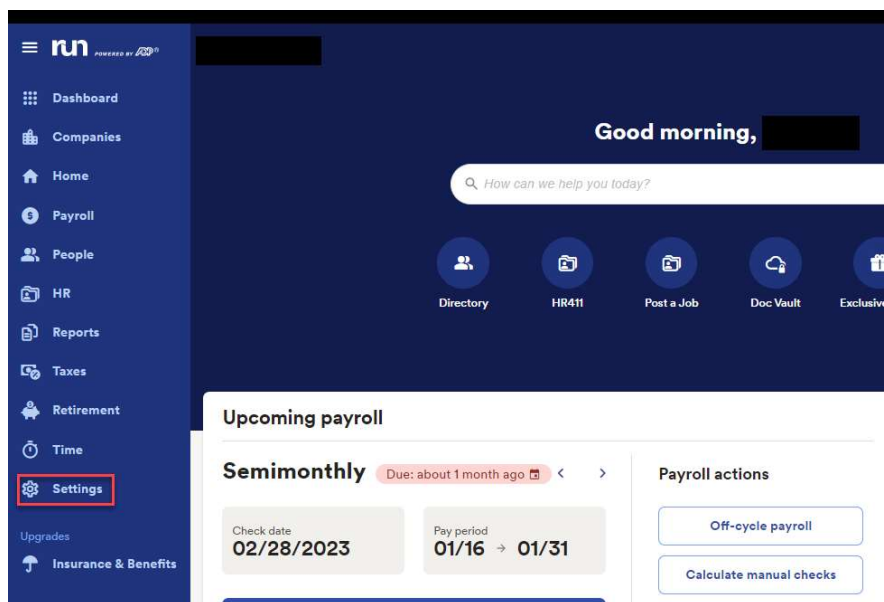 run POWERED BY ADP
Dashboard
Companies
Home
Payroll
People
HR
Reports
Taxes
Retirement
Time
Settings
Upgrades
Insurance & Benefits
Good morning,
How can we help you today?
Directory
HR411
Post a Job
Doc Vault
Exclusive
Upcoming payroll
Semimonthly
Due: about 1 month ago
Check date
02/28/2023
Pay period
01/16 → 01/31
Payroll actions
Off-cycle payroll
Calculate manual checks